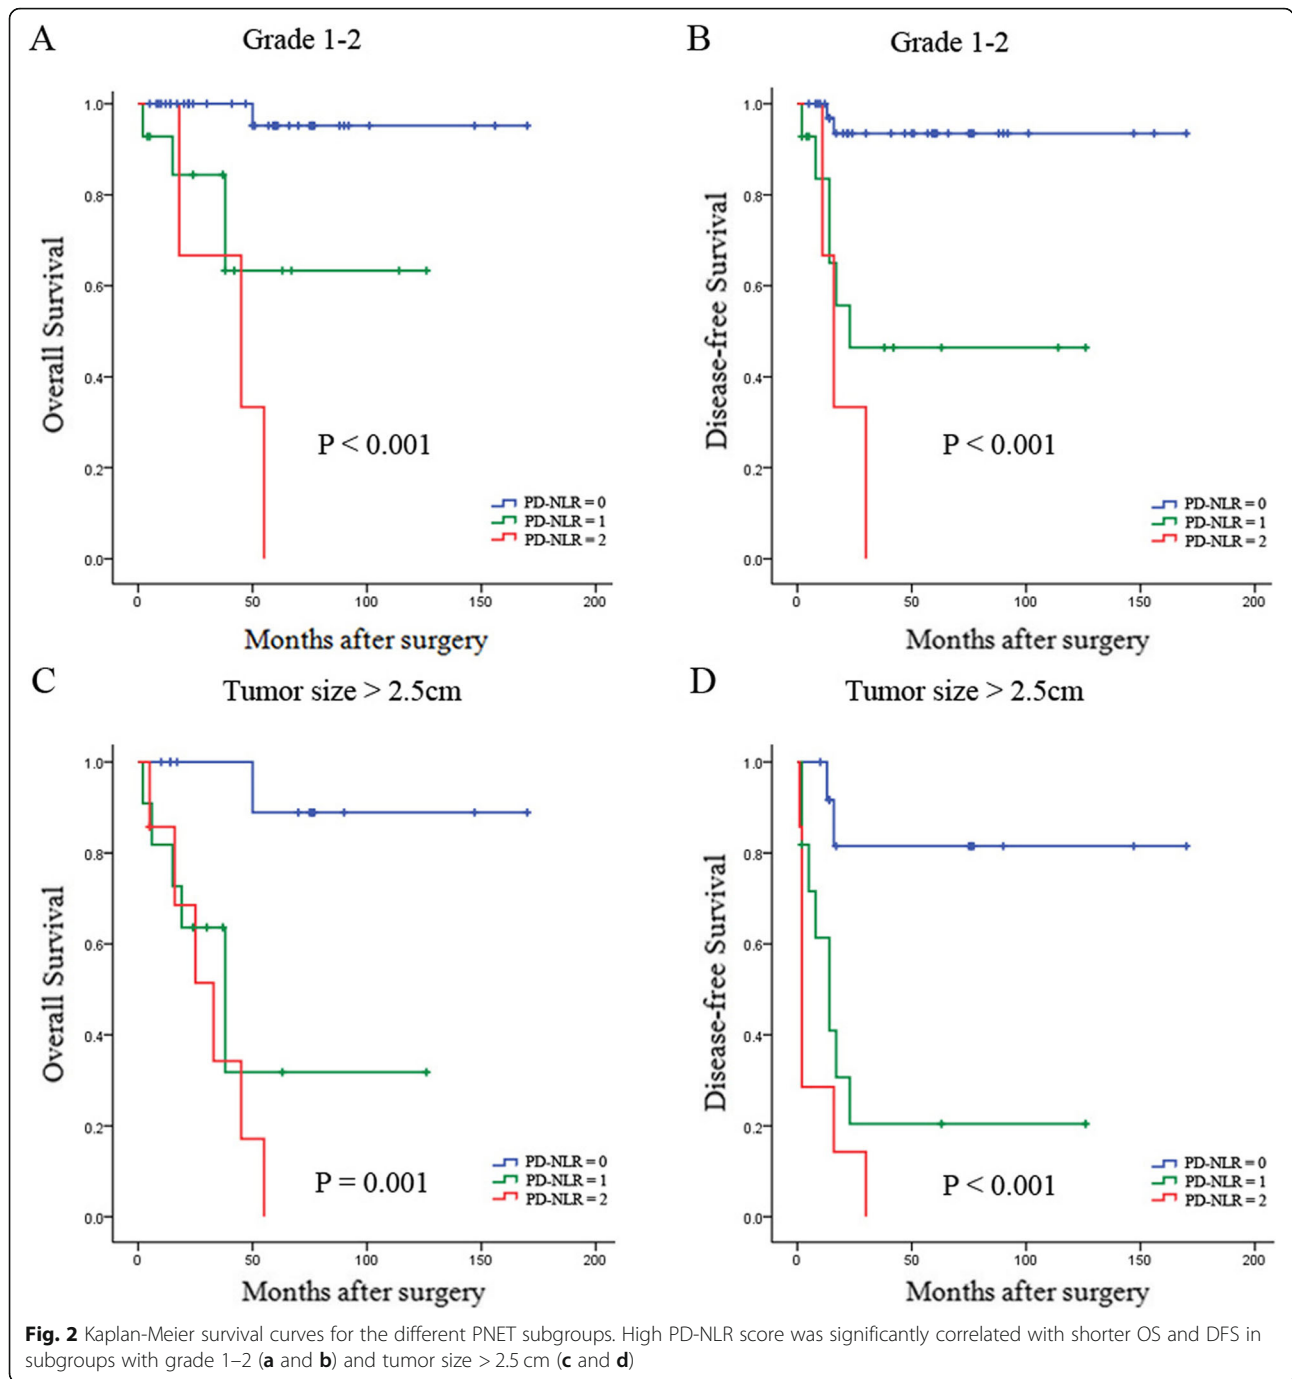 A
Grade 1-2
1.0
0.8
0.6
0.4
0.2
0.0
Overall Survival
P < 0.001
PD-NLR = 0
PD-NLR = 1
PD-NLR = 2
0 50 100 150 200
Months after surgery
B
Grade 1-2
1.0
0.8
0.6
0.4
0.2
0.0
Disease-free Survival
P < 0.001
PD-NLR = 0
PD-NLR = 1
PD-NLR = 2
0 50 100 150 200
Months after surgery
C
Tumor size > 2.5cm
1.0
0.8
0.6
0.4
0.2
0.0
Overall Survival
P = 0.001
PD-NLR = 0
PD-NLR = 1
PD-NLR = 2
0 50 100 150 200
Months after surgery
D
Tumor size > 2.5cm
1.0
0.8
0.6
0.4
0.2
0.0
Disease-free Survival
P < 0.001
PD-NLR = 0
PD-NLR = 1
PD-NLR = 2
0 50 100 150 200
Months after surgery
Fig. 2 Kaplan-Meier survival curves for the different PNET subgroups. High PD-NLR score was significantly correlated with shorter OS and DFS in
subgroups with grade 1–2 (a and b) and tumor size > 2.5 cm (c and d)